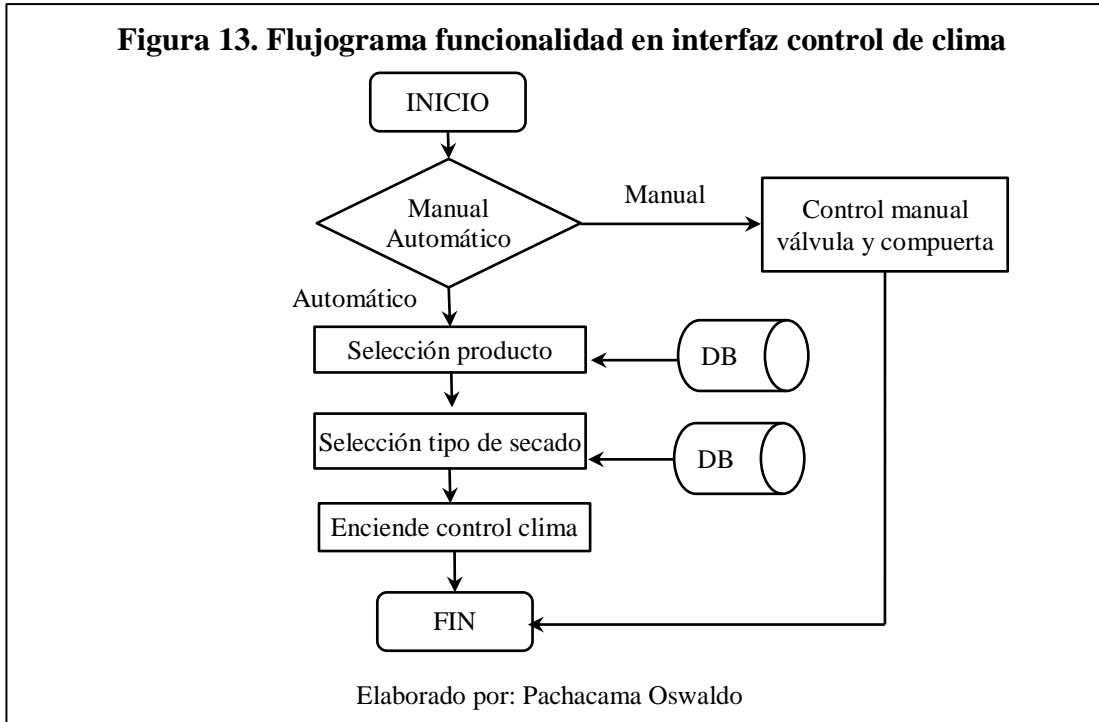 Figura 13. Flujograma funcionalidad en interfaz control de clima
INICIO
Manual
Automático
Manual
Control manual
válvula y compuerta
Automático
Selección producto
DB
Selección tipo de secado
DB
Enciende control clima
FIN
Elaborado por: Pachacama Oswaldo